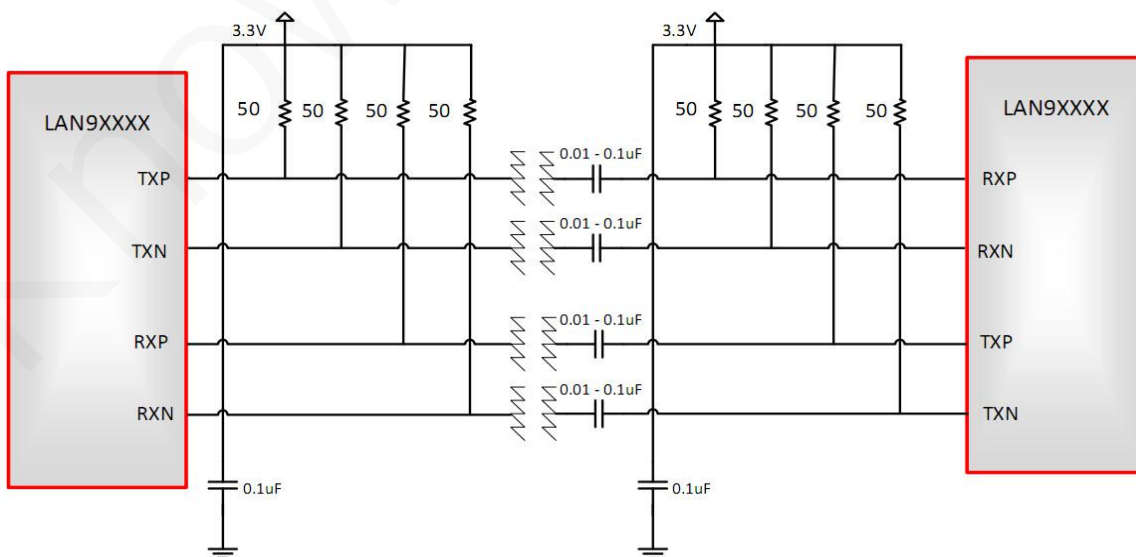 3.3V
3.3V
LAN9XXXX
LAN9XXXX
50
50
50
50
50
50
50
50
0.01 - 0.1uF
TXP
RXP
0.01 - 0.1uF
TXN
RXN
0.01 - 0.1uF
RXP
TXP
0.01 - 0.1uF
RXN
TXN
0.1uF
0.1uF